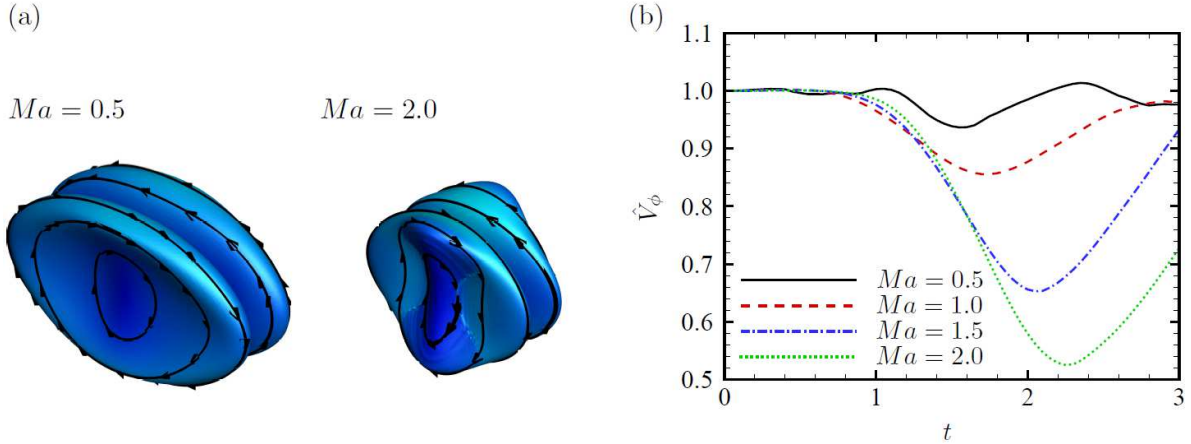 (a)
Ma = 0.5
Ma = 2.0
(b)
1.1
1.0
0.9
0.8
0.7
0.6
0.5
V̂ϕ
Ma = 0.5
Ma = 1.0
Ma = 1.5
Ma = 2.0
0 1 2 3
t